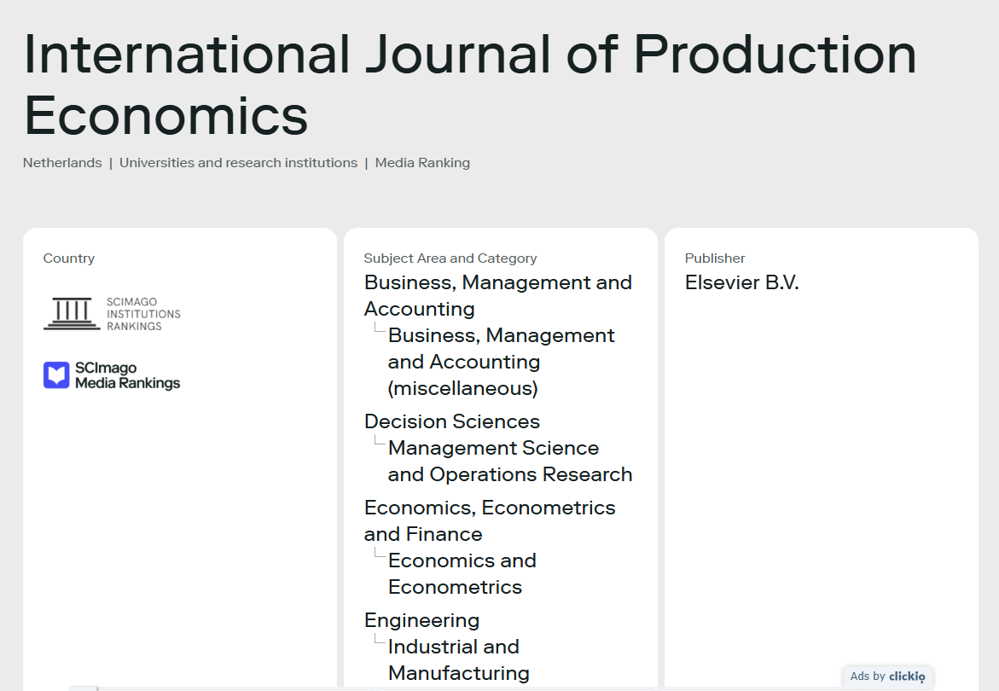 International Journal of Production
Economics
Netherlands | Universities and research institutions | Media Ranking
Country
SCIMAGO
INSTITUTIONS
RANKINGS
SCImago
Media Rankings
Subject Area and Category
Business, Management and
Accounting
Business, Management
and Accounting
(miscellaneous)
Decision Sciences
Management Science
and Operations Research
Economics, Econometrics
and Finance
Economics and
Econometrics
Engineering
Industrial and
Manufacturing
Publisher
Elsevier B.V.
Ads by clickio